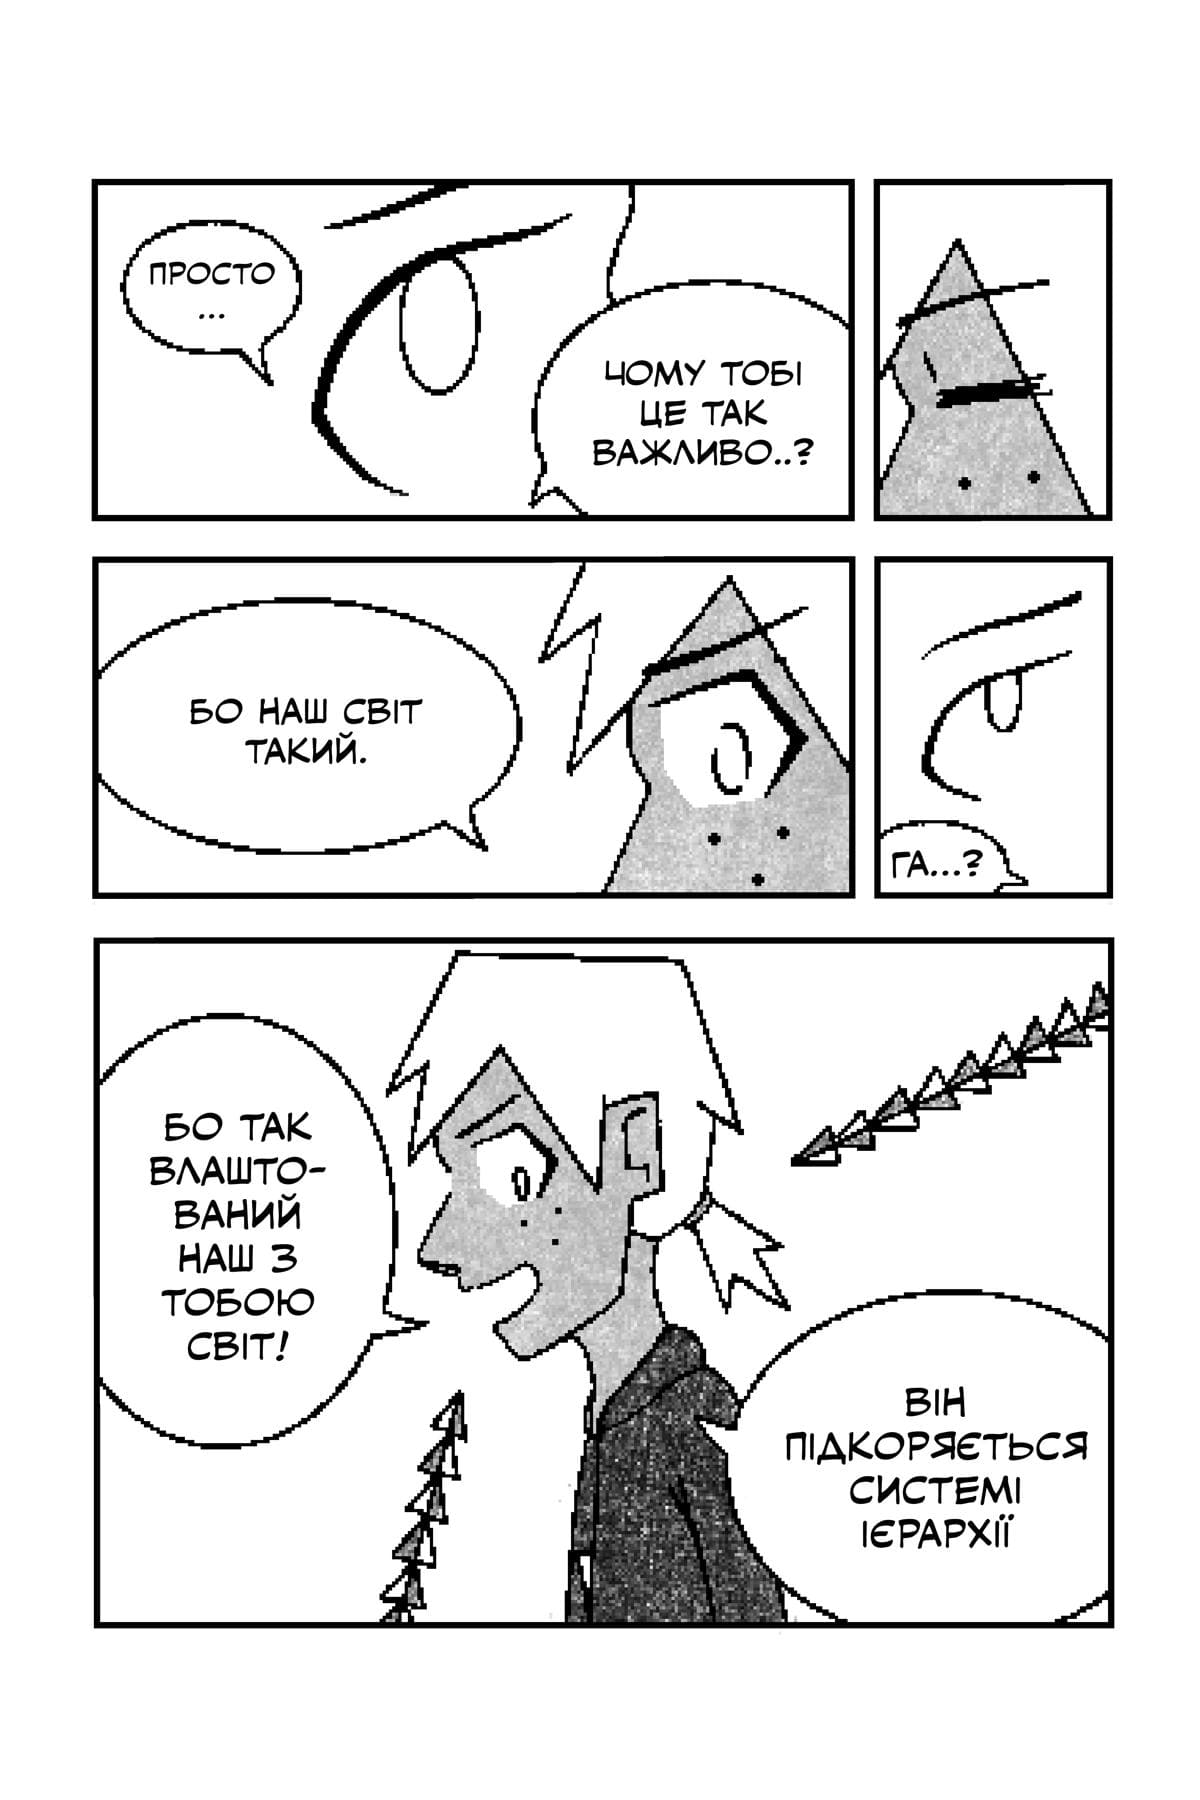 ПРОСТО
...
ЧОМУ ТОБІ
ЦЕ ТАК
ВАЖЛИВО..?
БО НАШ СВІТ
ТАКИЙ.
ГА...?
БО ТАК
ВЛАШТО-
ВАНИЙ
НАШ З
ТОБОЮ
СВІТ!
ВІН
ПІДКОРЯЄТЬСЯ
СИСТЕМІ
ІЄРАРХІЇ